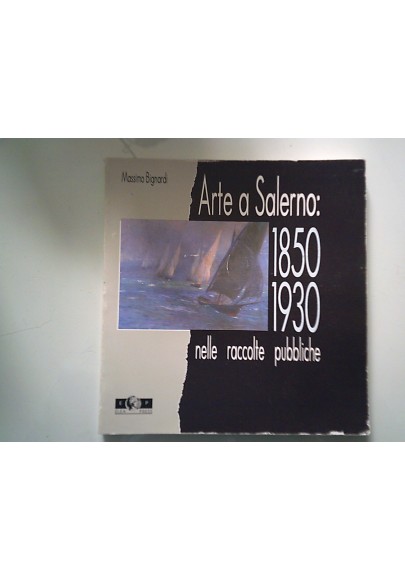 Massimo Bignardi
Arte a Salerno:
1850
1930
nelle raccolte pubbliche